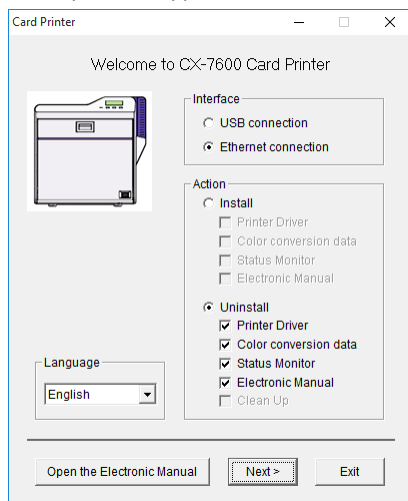 Card Printer
Welcome to CX-7600 Card Printer
Interface
USB connection
Ethernet connection
Action
Install
Printer Driver
Color conversion data
Status Monitor
Electronic Manual
Uninstall
Printer Driver
Color conversion data
Status Monitor
Electronic Manual
Clean Up
Language
English
Open the Electronic Manual
Next >
Exit